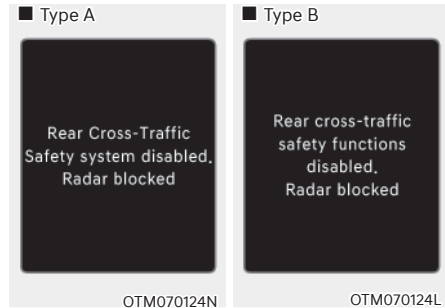 ■ Type A
Rear Cross-Traffic
Safety system disabled.
Radar blocked
OTM070124N
■ Type B
Rear cross-traffic
safety functions
disabled.
Radar blocked
OTM070124L